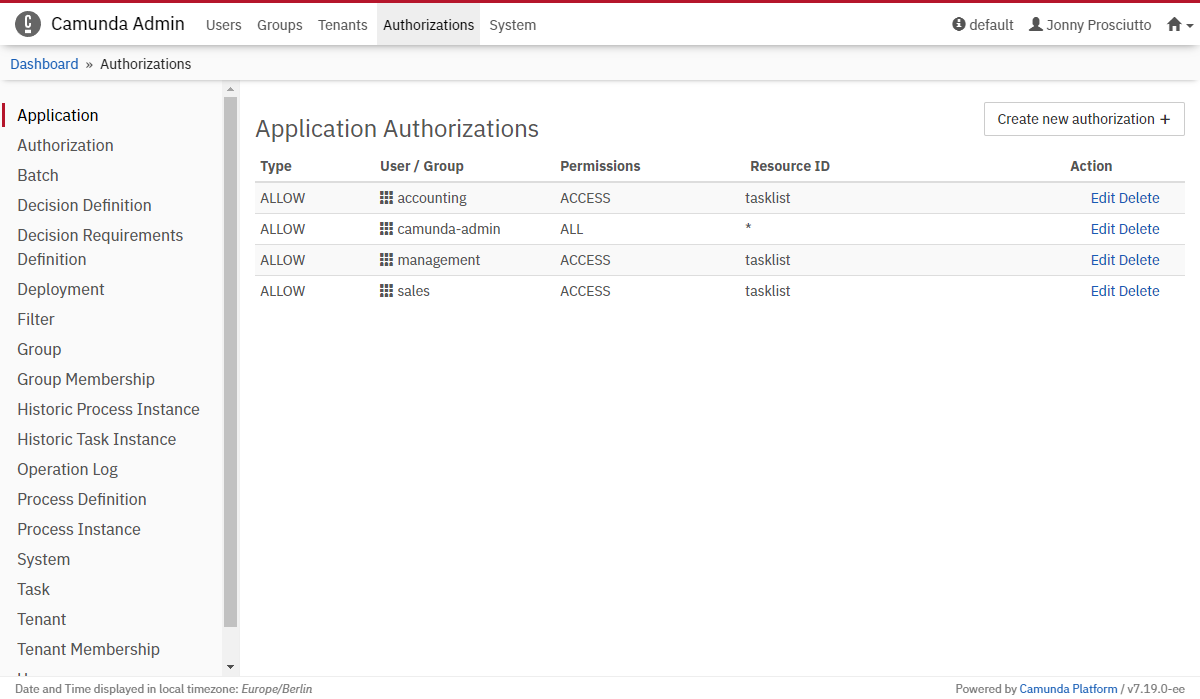 Camunda Admin Users Groups Tenants Authorizations System default Jonny Prosciutto
Dashboard » Authorizations
Application
Authorization
Batch
Decision Definition
Decision Requirements
Definition
Deployment
Filter
Group
Group Membership
Historic Process Instance
Historic Task Instance
Operation Log
Process Definition
Process Instance
System
Task
Tenant
Tenant Membership
Application Authorizations
Create new authorization +
Type User / Group Permissions Resource ID Action
ALLOW accounting ACCESS tasklist Edit Delete
ALLOW camunda-admin ALL * Edit Delete
ALLOW management ACCESS tasklist Edit Delete
ALLOW sales ACCESS tasklist Edit Delete
Date and Time displayed in local timezone: Europe/Berlin
Powered by Camunda Platform / v7.19.0-ee